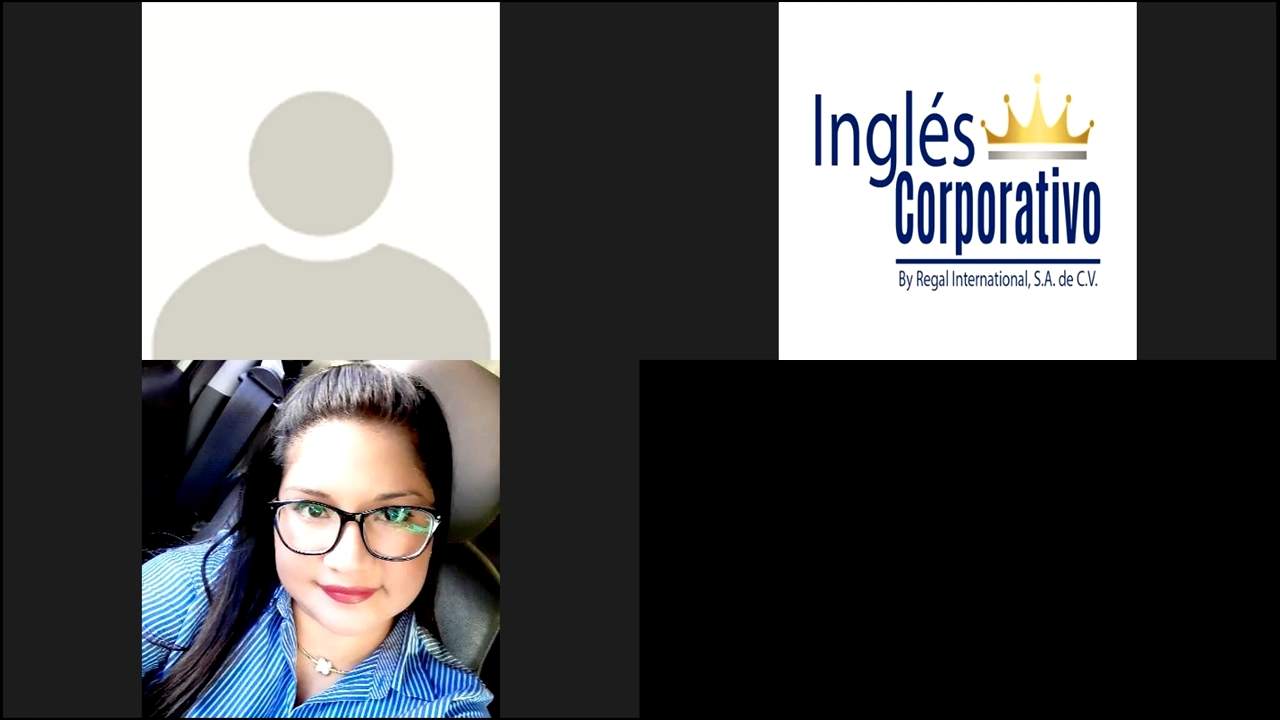 Inglés
Corporativo
By Regal International, S.A. de C.V.